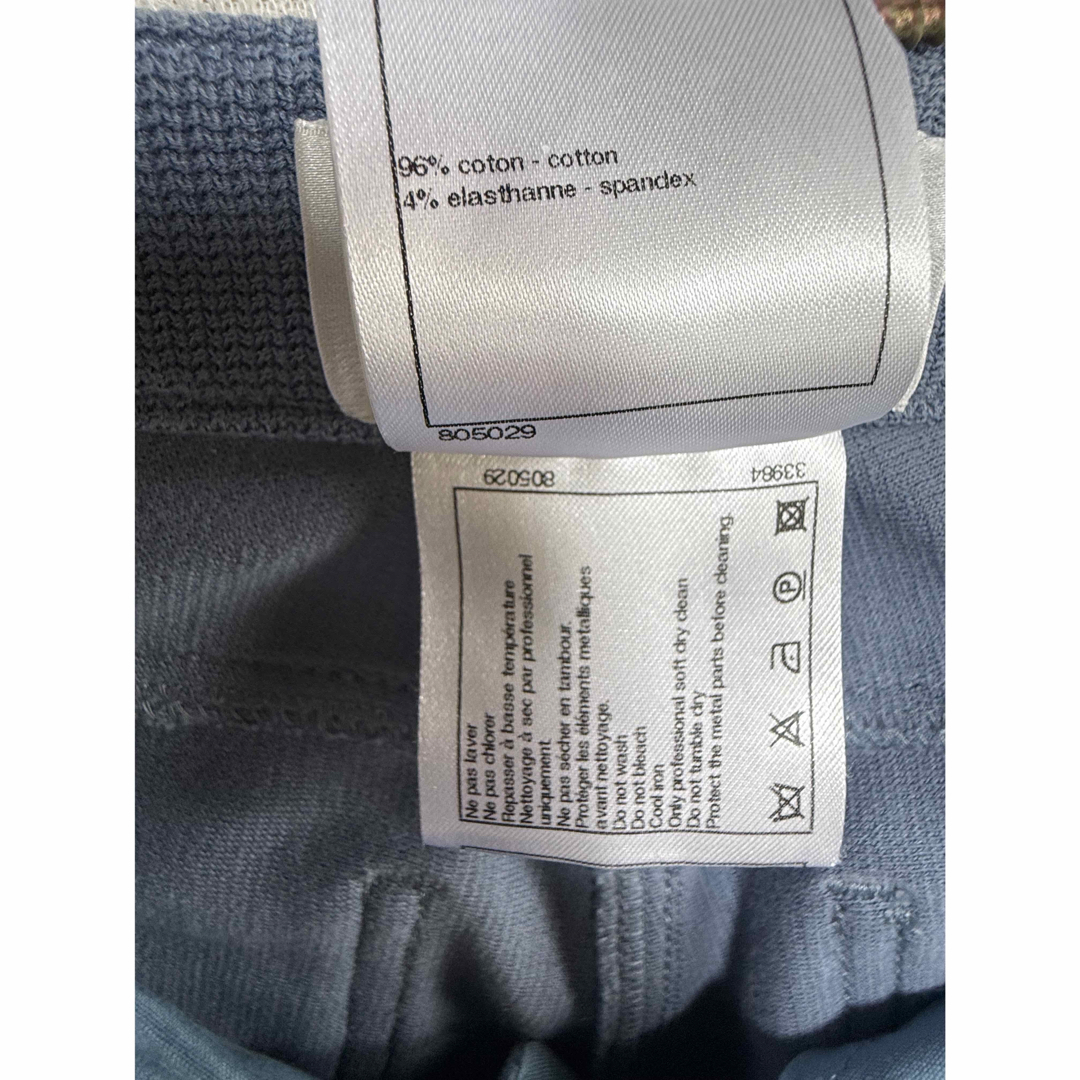 96% coton - cotton
4% elasthanne - spandex
805029
805029
33984
Ne pas laver
Ne pas chlorer
Repasser à basse température
Nettoyage à sec par professionnel
uniquement.
Ne pas sécher en tambour.
Protéger les éléments metalliques
avant nettoyage.
Do not wash
Do not bleach
Cool iron
Only professional soft dry clean
Do not tumble dry
Protect the metal parts before cleaning.
P